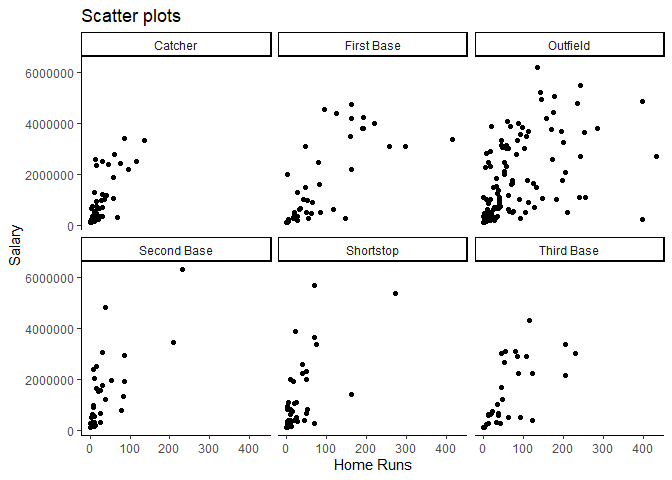 Scatter plots
Catcher
First Base
Outfield
6000000
4000000
2000000
0
Second Base
Shortstop
Third Base
6000000
4000000
2000000
0
0 100 200 300 400
0 100 200 300 400
0 100 200 300 400
Home Runs
Salary